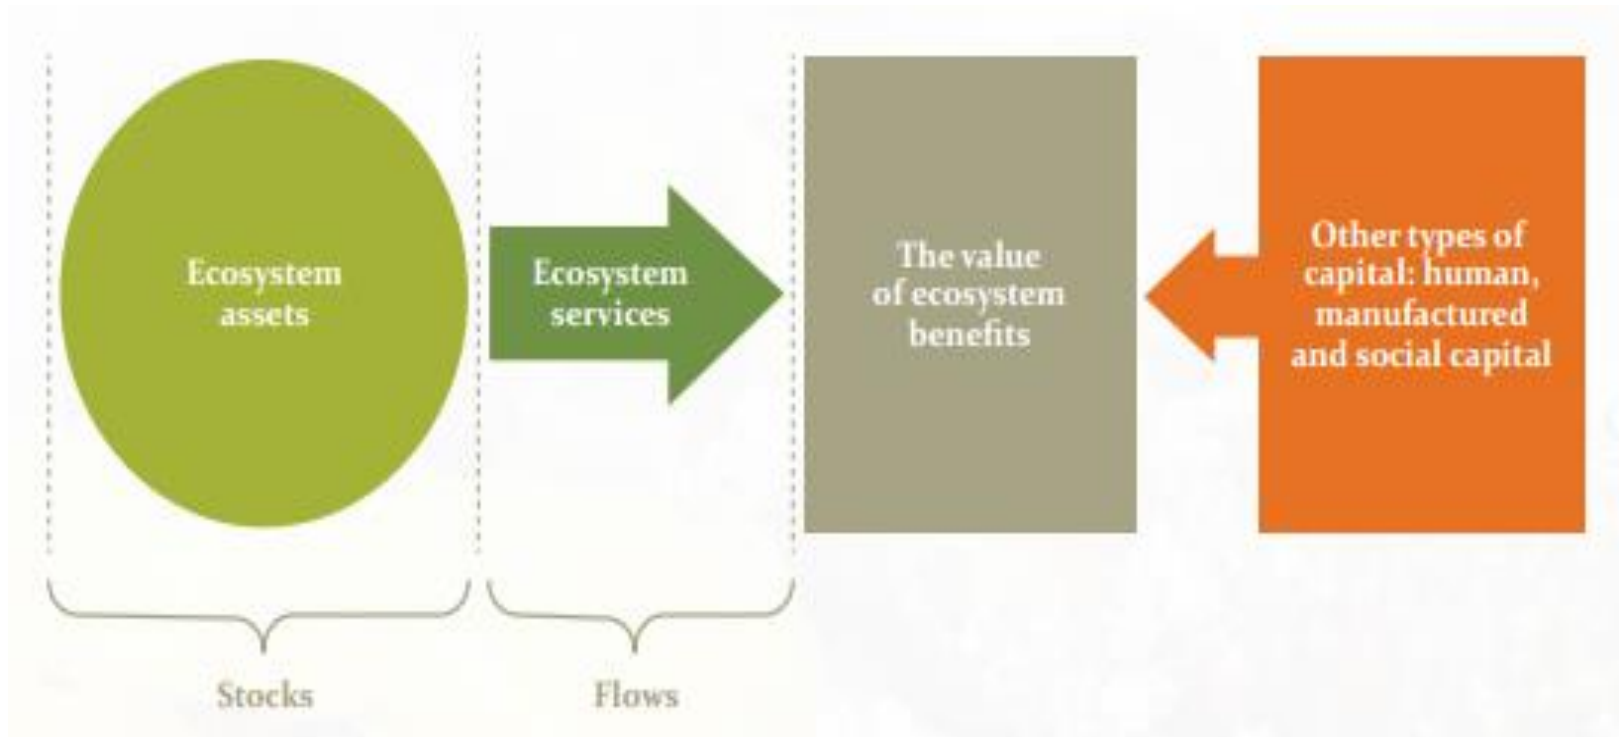 Ecosystem
assets
Ecosystem
services
The value
of ecosystem
benefits
Other types of
capital: human,
manufactured
and social capital
Stocks
Flows